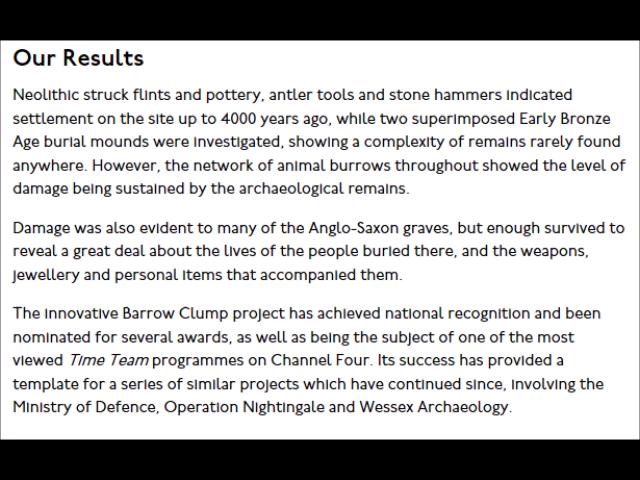 Our Results
Neolithic struck flints and pottery, antler tools and stone hammers indicated
settlement on the site up to 4000 years ago, while two superimposed Early Bronze
Age burial mounds were investigated, showing a complexity of remains rarely found
anywhere. However, the network of animal burrows throughout showed the level of
damage being sustained by the archaeological remains.
Damage was also evident to many of the Anglo-Saxon graves, but enough survived to
reveal a great deal about the lives of the people buried there, and the weapons,
jewellery and personal items that accompanied them.
The innovative Barrow Clump project has achieved national recognition and been
nominated for several awards, as well as being the subject of one of the most
viewed Time Team programmes on Channel Four. Its success has provided a
template for a series of similar projects which have continued since, involving the
Ministry of Defence, Operation Nightingale and Wessex Archaeology.